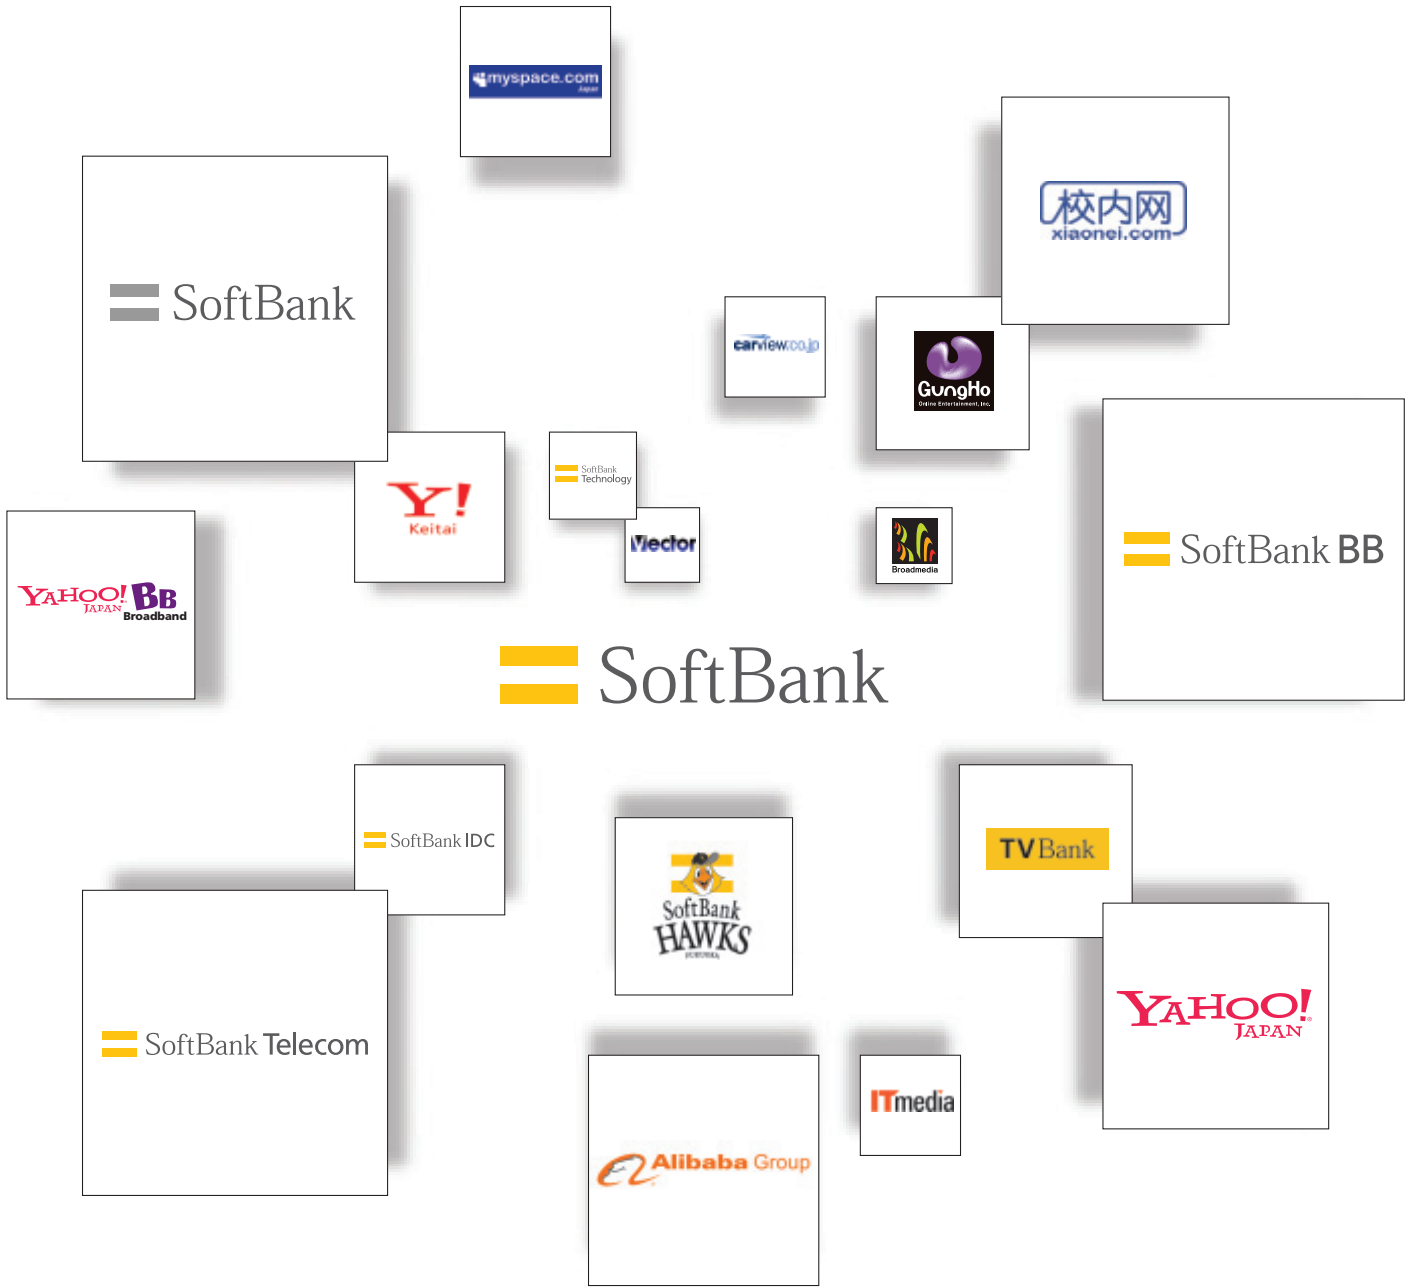 myspace.com
Japan
校内网
xiaonei.com
SoftBank
carview.co.jp
GungHo
Online Entertainment, Inc.
Y!
Keitai
SoftBank
Technology
Vector
Broadmedia
SoftBank BB
YAHOO! BB
JAPAN
Broadband
SoftBank
SoftBank IDC
TVBank
SoftBank
HAWKS
FUKUOKA
YAHOO!
JAPAN
SoftBank Telecom
ITmedia
Alibaba Group